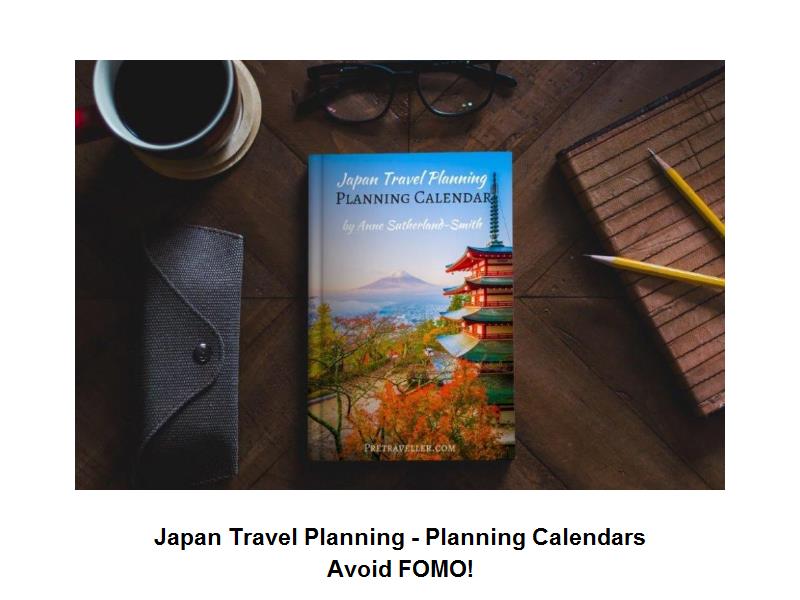 Japan Travel Planning
Planning Calendar
by Anne Sutherland-Smith
Pretraveller.com
Japan Travel Planning - Planning Calendars
Avoid FOMO!